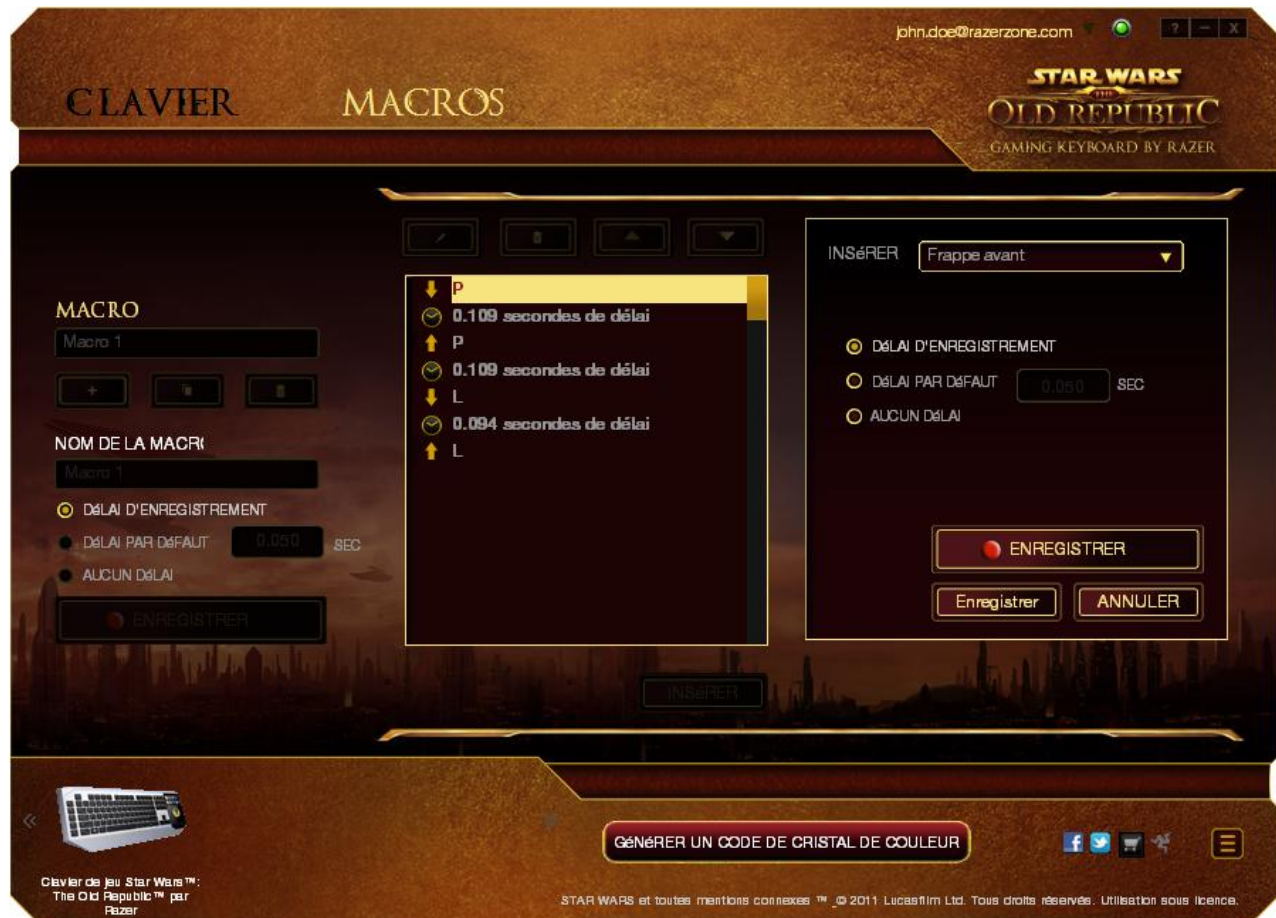 john.doe@razerzone.com
? – X
CLAVIER MACROS
STAR WARS
THE
OLD REPUBLIC
GAMING KEYBOARD BY RAZER
MACRO
Macro 1
+
NOM DE LA MACR
Macro 1
DéLAI D'ENREGISTREMENT
DéLAI PAR DéFAUT 0.050 SEC
AUCUN DéLAI
ENREGISTRER
P
0.109 secondes de délai
P
0.109 secondes de délai
L
0.094 secondes de délai
L
INSéRER
INSéRER Frappe avant
DéLAI D'ENREGISTREMENT
DéLAI PAR DéFAUT 0.050 SEC
AUCUN DéLAI
ENREGISTRER
Enregistrer ANNULER
Clavier de jeu Star Wars™:
The Old Republic™ par
Razer
GéNéRER UN CODE DE CRISTAL DE COULEUR
STAR WARS et toutes mentions connexes ™ _© 2011 Lucasfilm Ltd. Tous droits réservés. Utilisation sous licence.